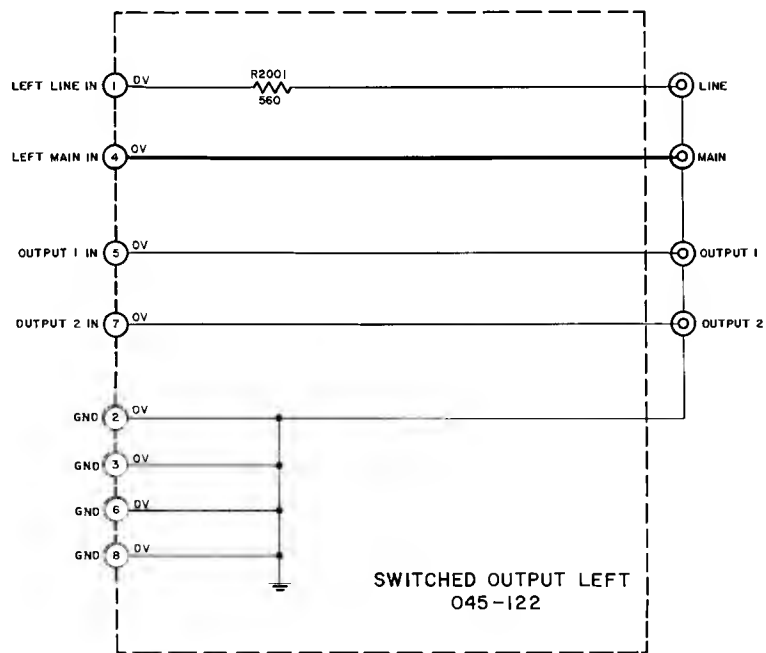 LEFT LINE IN 1 0V R2001 560 LINE
LEFT MAIN IN 4 0V MAIN
OUTPUT 1 IN 5 0V OUTPUT 1
OUTPUT 2 IN 7 0V OUTPUT 2
GND 2 0V
GND 3 0V
GND 6 0V
GND 8 0V
SWITCHED OUTPUT LEFT
045-122